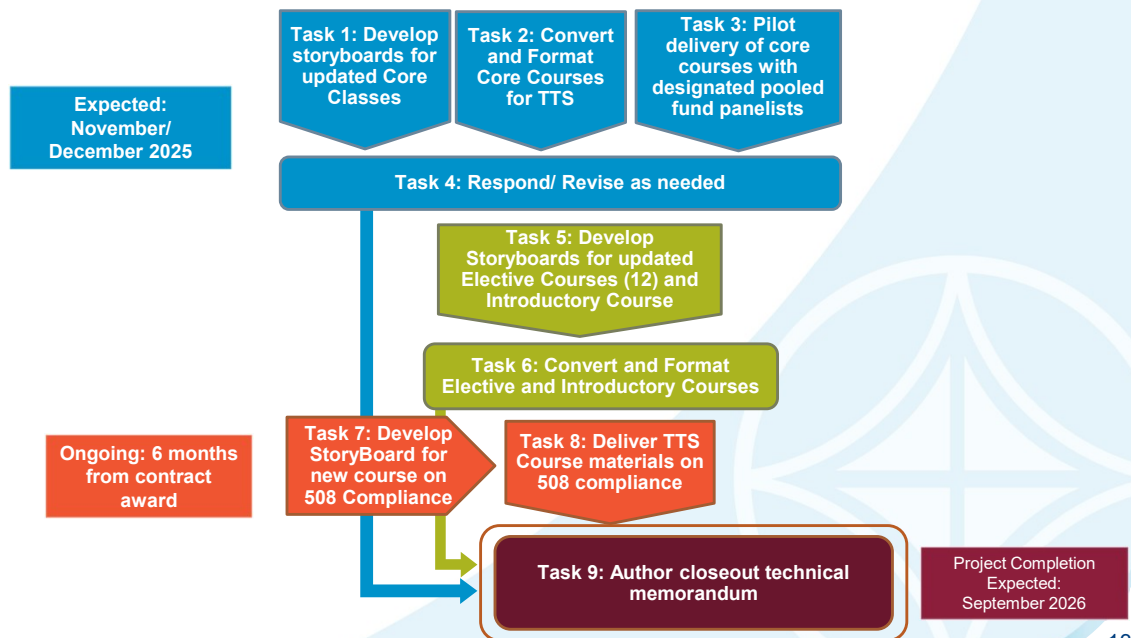 Task 1: Develop
storyboards for
updated Core
Classes
Task 2: Convert
and Format
Core Courses
for TTS
Task 3: Pilot
delivery of core
courses with
designated pooled
fund panelists
Expected:
November/
December 2025
Task 4: Respond/ Revise as needed
Task 5: Develop
Storyboards for updated
Elective Courses (12) and
Introductory Course
Task 6: Convert and Format
Elective and Introductory Courses
Ongoing: 6 months
from contract
award
Task 7: Develop
StoryBoard for
new course on
508 Compliance
Task 8: Deliver TTS
Course materials on
508 compliance
Task 9: Author closeout technical
memorandum
Project Completion
Expected:
September 2026